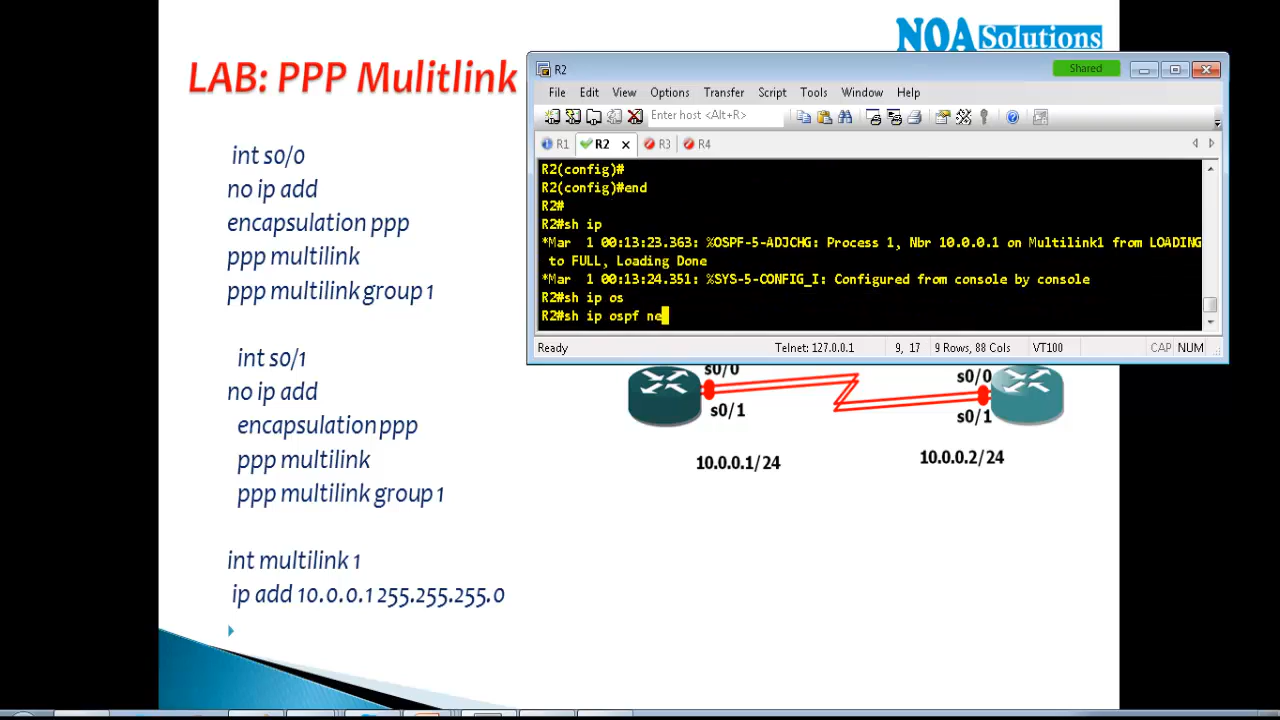 NOA Solutions
LAB: PPP Mulitlink
int s0/0
no ip add
encapsulation ppp
ppp multilink
ppp multilink group 1
int s0/1
no ip add
encapsulation ppp
ppp multilink
ppp multilink group 1
int multilink 1
ip add 10.0.0.1 255.255.255.0
R2
Shared
File Edit View Options Transfer Script Tools Window Help
Enter host <Alt+R>
R1 R2 R3 R4
R2(config)#
R2(config)#end
R2#
R2#sh ip
*Mar 1 00:13:23.363: %OSPF-5-ADJCHG: Process 1, Nbr 10.0.0.1 on Multilink1 from LOADING
to FULL, Loading Done
*Mar 1 00:13:24.351: %SYS-5-CONFIG_I: Configured from console by console
R2#sh ip os
R2#sh ip ospf ne
Ready Telnet: 127.0.0.1 9, 17 9 Rows, 88 Cols VT100 CAP NUM
s0/0 s0/0
s0/1 s0/1
10.0.0.1/24 10.0.0.2/24